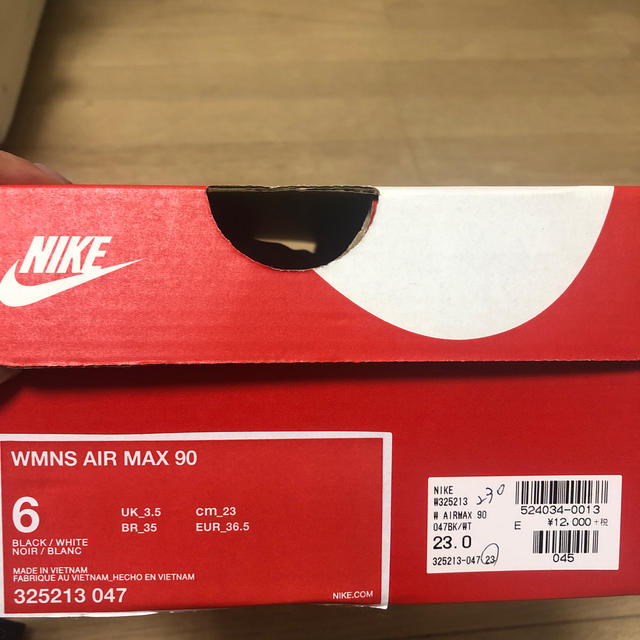 NIKE
WMNS AIR MAX 90
6
UK_3.5 cm_23
BR_35 EUR_36.5
BLACK / WHITE
NOIR / BLANC
MADE IN VIETNAM
FABRIQUE AU VIETNAM_HECHO EN VIETNAM
325213 047
NIKE.COM
NIKE
W325213 230
W AIRMAX 90
047BK/WT
23.0
325213-047 23
524034-0013
E ¥12,000+税
045